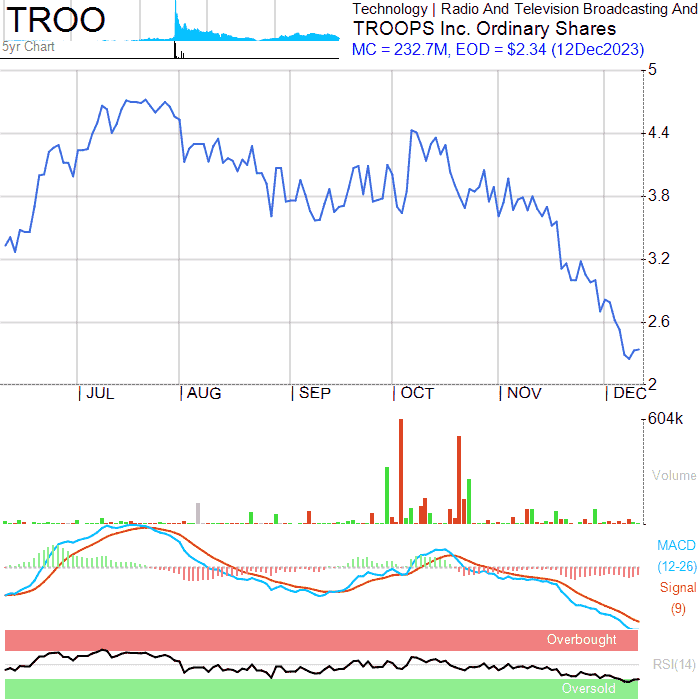 TROO
5yr Chart
Technology | Radio And Television Broadcasting And
TROOPS Inc. Ordinary Shares
MC = 232.7M, EOD = $2.34 (12Dec2023)
5
4.4
3.8
3.2
2.6
2
| JUL | AUG | SEP | OCT | NOV | DEC
604k
Volume
MACD
(12-26)
Signal
(9)
Overbought
RSI(14)
Oversold